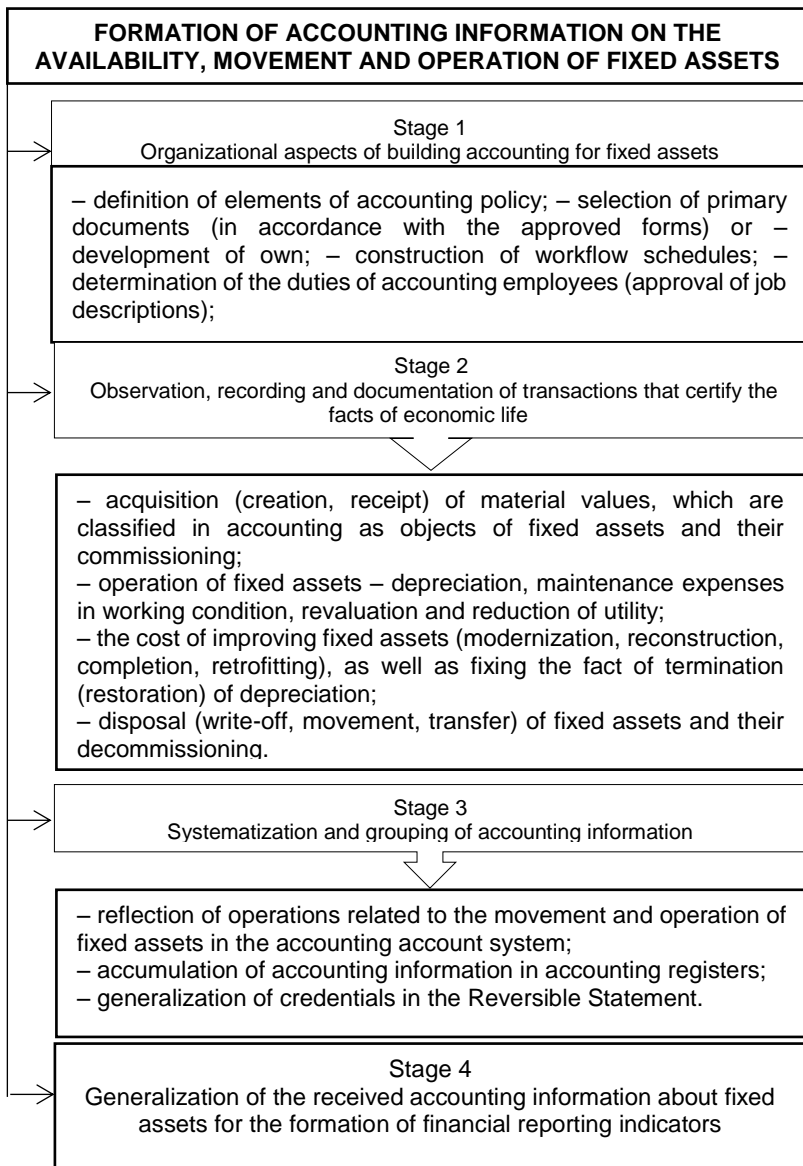 FORMATION OF ACCOUNTING INFORMATION ON THE
AVAILABILITY, MOVEMENT AND OPERATION OF FIXED ASSETS
Stage 1
Organizational aspects of building accounting for fixed assets
– definition of elements of accounting policy; – selection of primary
documents (in accordance with the approved forms) or –
development of own; – construction of workflow schedules; –
determination of the duties of accounting employees (approval of job
descriptions);
Stage 2
Observation, recording and documentation of transactions that certify the
facts of economic life
– acquisition (creation, receipt) of material values, which are
classified in accounting as objects of fixed assets and their
commissioning;
– operation of fixed assets – depreciation, maintenance expenses
in working condition, revaluation and reduction of utility;
– the cost of improving fixed assets (modernization, reconstruction,
completion, retrofitting), as well as fixing the fact of termination
(restoration) of depreciation;
– disposal (write-off, movement, transfer) of fixed assets and their
decommissioning.
Stage 3
Systematization and grouping of accounting information
– reflection of operations related to the movement and operation of
fixed assets in the accounting account system;
– accumulation of accounting information in accounting registers;
– generalization of credentials in the Reversible Statement.
Stage 4
Generalization of the received accounting information about fixed
assets for the formation of financial reporting indicators